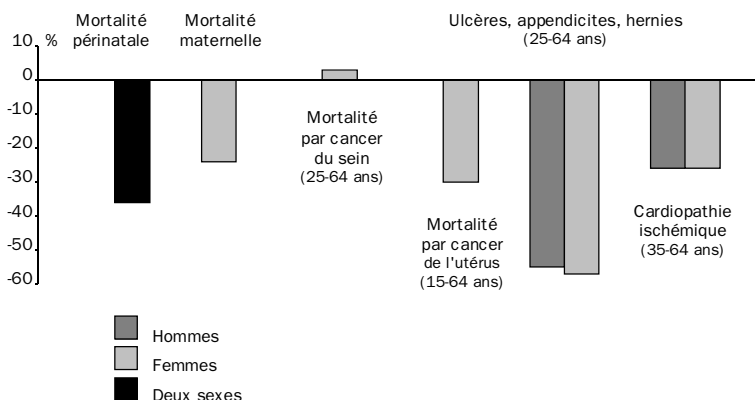 Mortalité
périnatale
Mortalité
maternelle
Ulcères, appendicites, hernies
(25-64 ans)
10 %
0
-10
-20
-30
-40
-50
-60
Mortalité
par cancer
du sein
(25-64 ans)
Mortalité
par cancer
de l'utérus
(15-64 ans)
Cardiopathie
ischémique
(35-64 ans)
Hommes
Femmes
Deux sexes